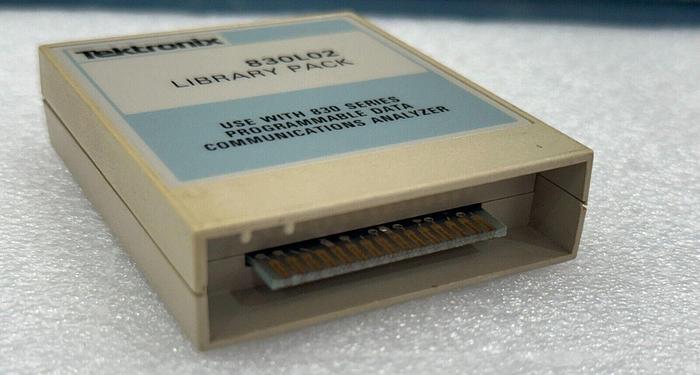 Tektronix
830L02
LIBRARY PACK
USE WITH 830 SERIES
PROGRAMMABLE DATA
COMMUNICATIONS ANALYZER